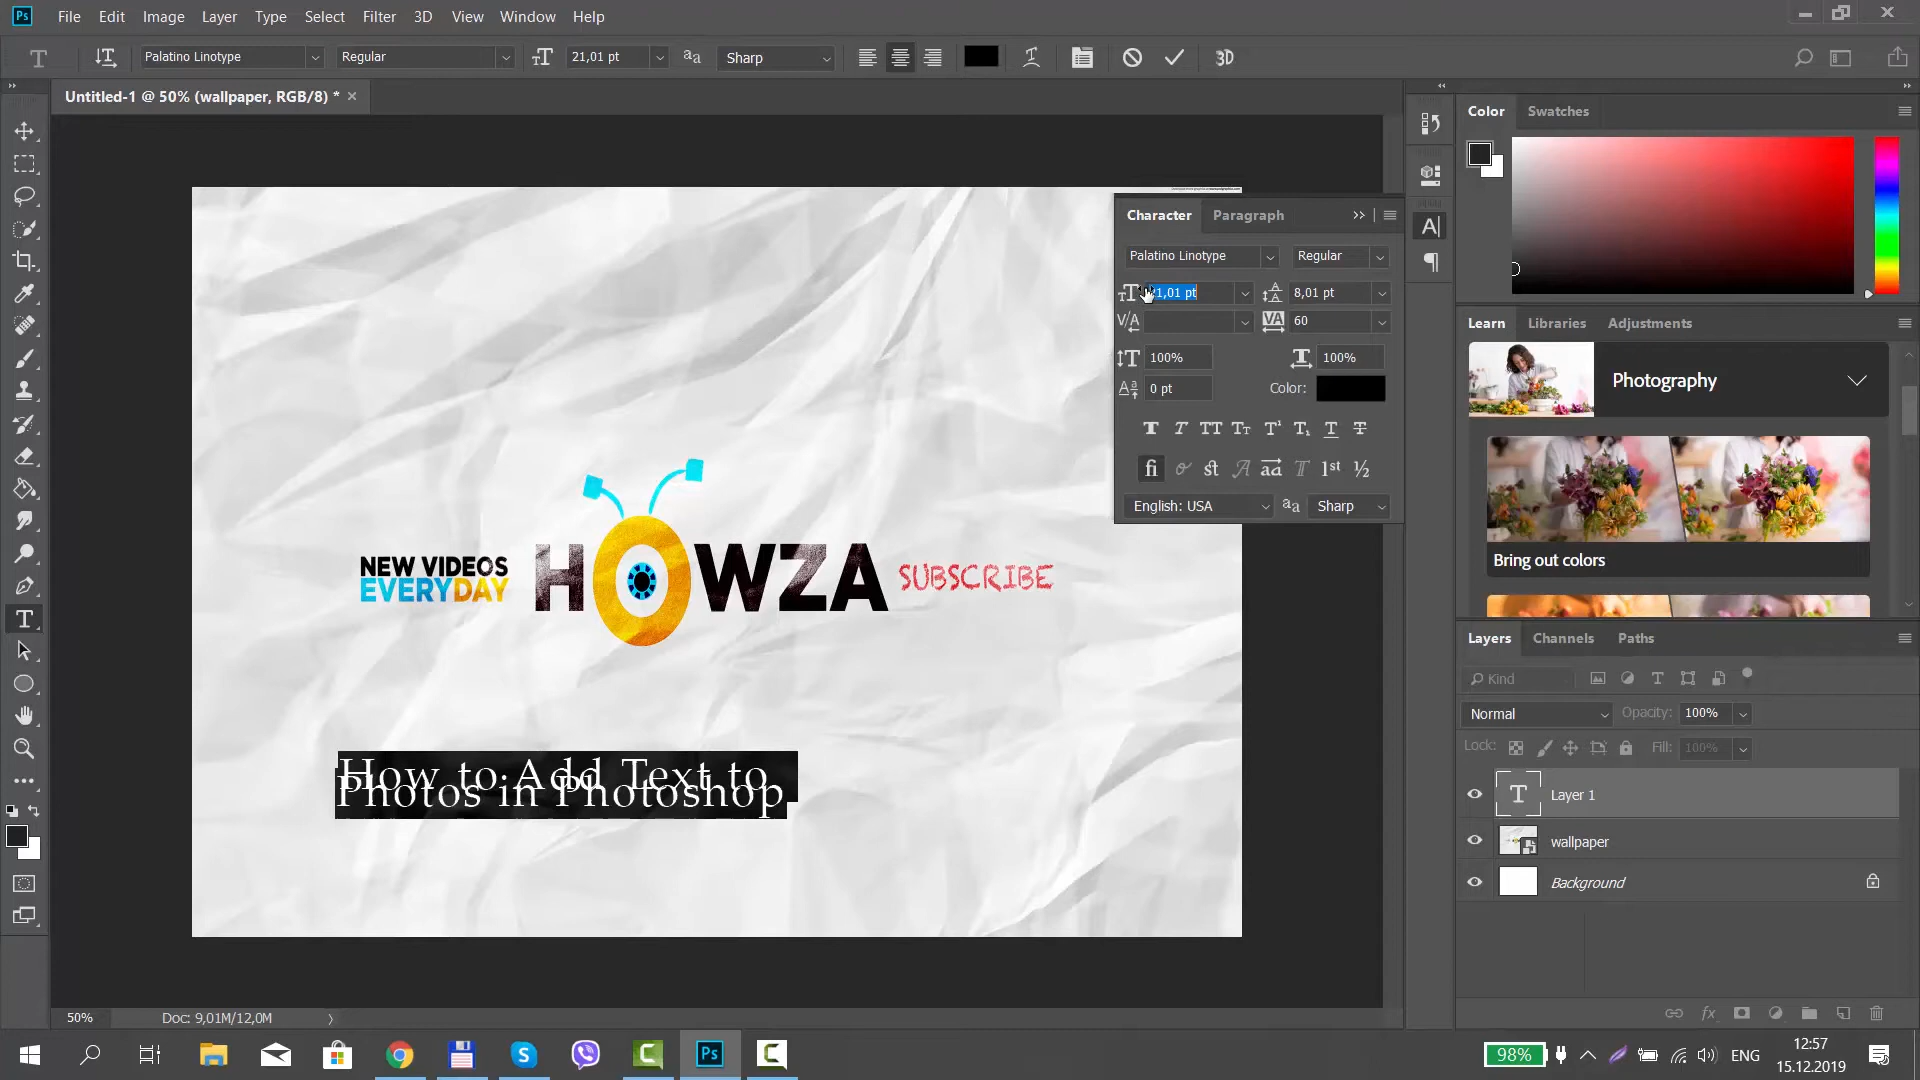 Ps File Edit Image Layer Type Select Filter 3D View Window Help
T Palatino Linotype Regular 21,01 pt Sharp 3D
Untitled-1 @ 50% (wallpaper, RGB/8) * ×
Color Swatches
Character Paragraph
Palatino Linotype Regular
21,01 pt 8,01 pt
60
100% 100%
0 pt Color:
English: USA Sharp
Learn Libraries Adjustments
Photography
Bring out colors
NEW VIDEOS
EVERYDAY
HOWZA
SUBSCRIBE
How to Add Text to
Photos in Photoshop
Layers Channels Paths
Kind
Normal Opacity: 100%
Lock: Fill: 100%
Layer 1
wallpaper
Background
50% Doc: 9,01M/12,0M
98% ENG
12:57
15.12.2019